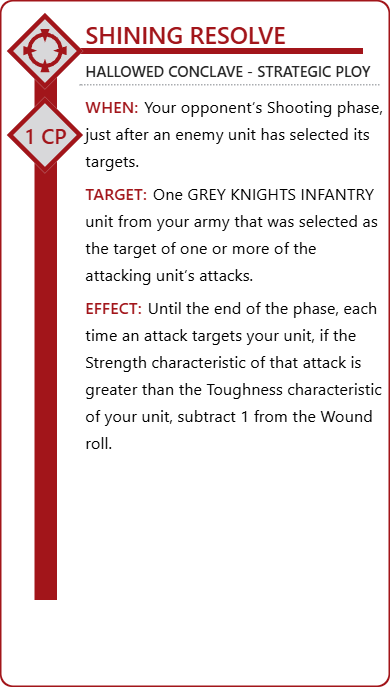 SHINING RESOLVE
HALLOWED CONCLAVE - STRATEGIC PLOY
1 CP
WHEN: Your opponent's Shooting phase,
just after an enemy unit has selected its
targets.
TARGET: One GREY KNIGHTS INFANTRY
unit from your army that was selected as
the target of one or more of the
attacking unit's attacks.
EFFECT: Until the end of the phase, each
time an attack targets your unit, if the
Strength characteristic of that attack is
greater than the Toughness characteristic
of your unit, subtract 1 from the Wound
roll.